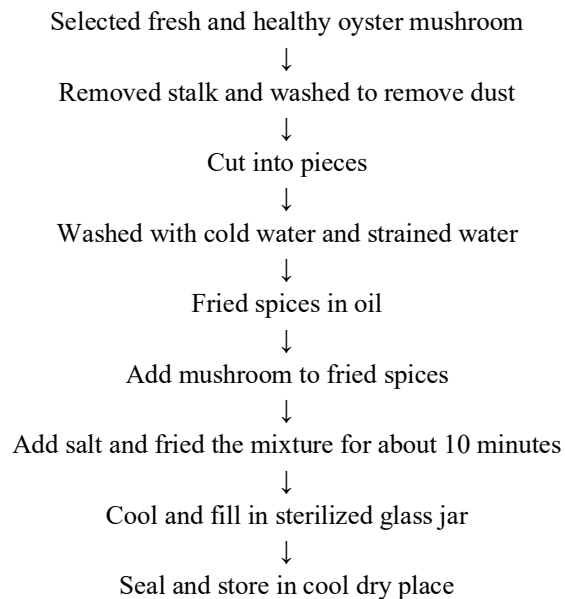 Selected fresh and healthy oyster mushroom
↓
Removed stalk and washed to remove dust
↓
Cut into pieces
↓
Washed with cold water and strained water
↓
Fried spices in oil
↓
Add mushroom to fried spices
↓
Add salt and fried the mixture for about 10 minutes
↓
Cool and fill in sterilized glass jar
↓
Seal and store in cool dry place